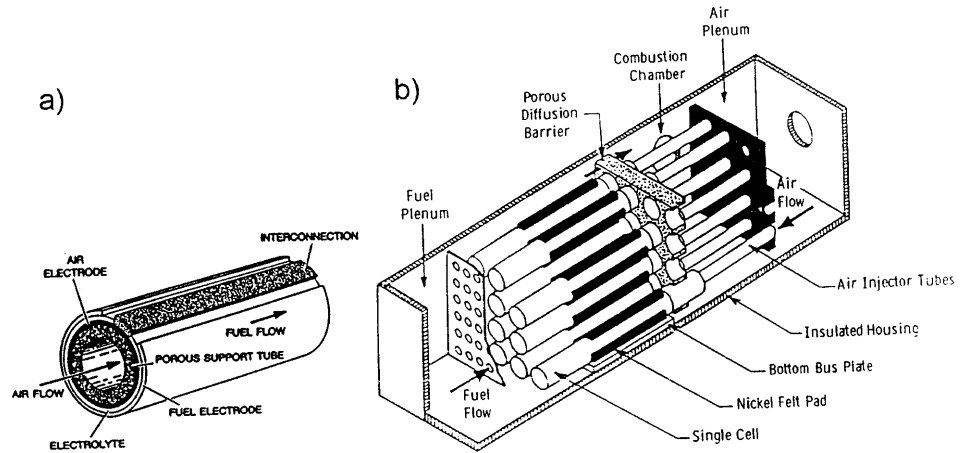 a)
AIR
ELECTRODE
INTERCONNECTION
FUEL FLOW
POROUS SUPPORT TUBE
AIR FLOW
FUEL ELECTRODE
ELECTROLYTE
b)
Air
Plenum
Combustion
Chamber
Porous
Diffusion
Barrier
Fuel
Plenum
Air
Flow
Air Injector Tubes
Insulated Housing
Bottom Bus Plate
Fuel
Flow
Nickel Felt Pad
Single Cell